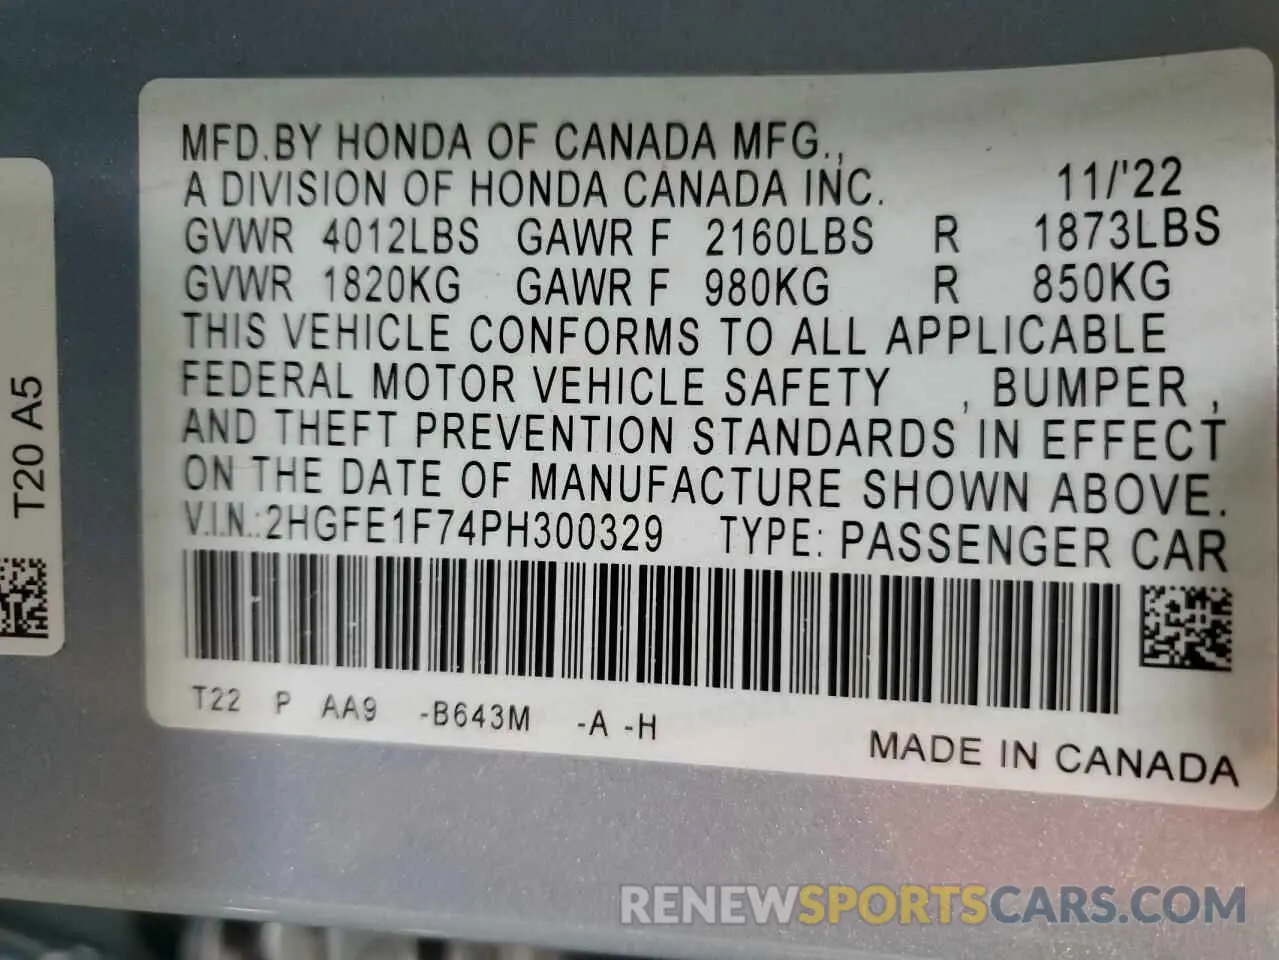 MFD.BY HONDA OF CANADA MFG.,
A DIVISION OF HONDA CANADA INC. 11/'22
GVWR 4012LBS GAWR F 2160LBS R 1873LBS
GVWR 1820KG GAWR F 980KG R 850KG
THIS VEHICLE CONFORMS TO ALL APPLICABLE
FEDERAL MOTOR VEHICLE SAFETY , BUMPER ,
AND THEFT PREVENTION STANDARDS IN EFFECT
ON THE DATE OF MANUFACTURE SHOWN ABOVE.
V.I.N.:2HGFE1F74PH300329 TYPE: PASSENGER CAR
T22 P AA9 -B643M -A -H
MADE IN CANADA
T20 A5
RENEWSPORTSCARS.COM